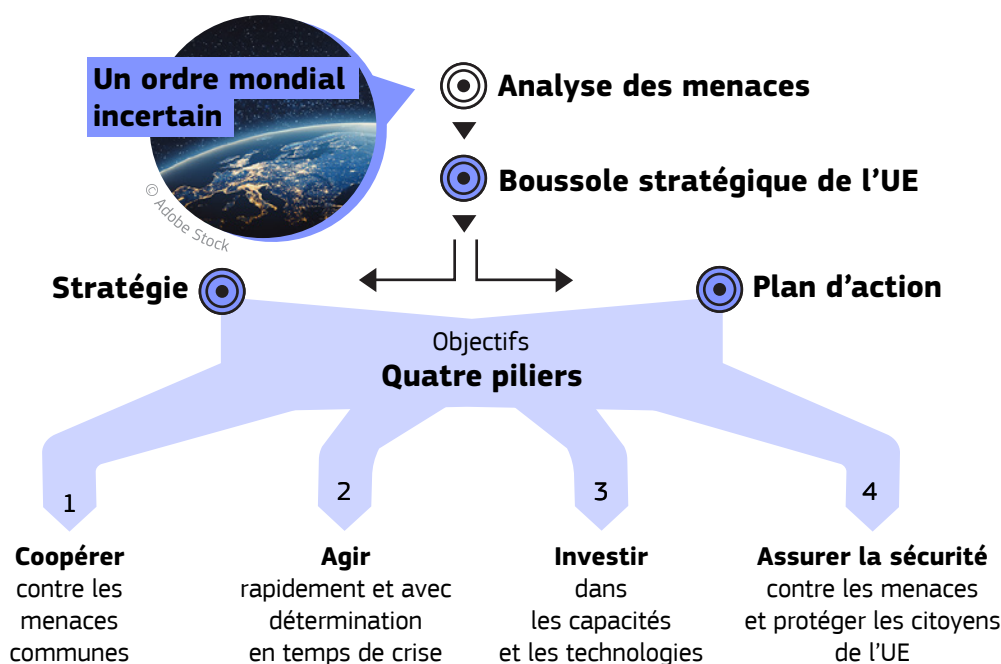 Un ordre mondial
incertain
© Adobe Stock
Analyse des menaces
Boussole stratégique de l’UE
Stratégie
Plan d’action
Objectifs
Quatre piliers
1
Coopérer
contre les
menaces
communes
2
Agir
rapidement et avec
détermination
en temps de crise
3
Investir
dans
les capacités
et les technologies
4
Assurer la sécurité
contre les menaces
et protéger les citoyens
de l’UE